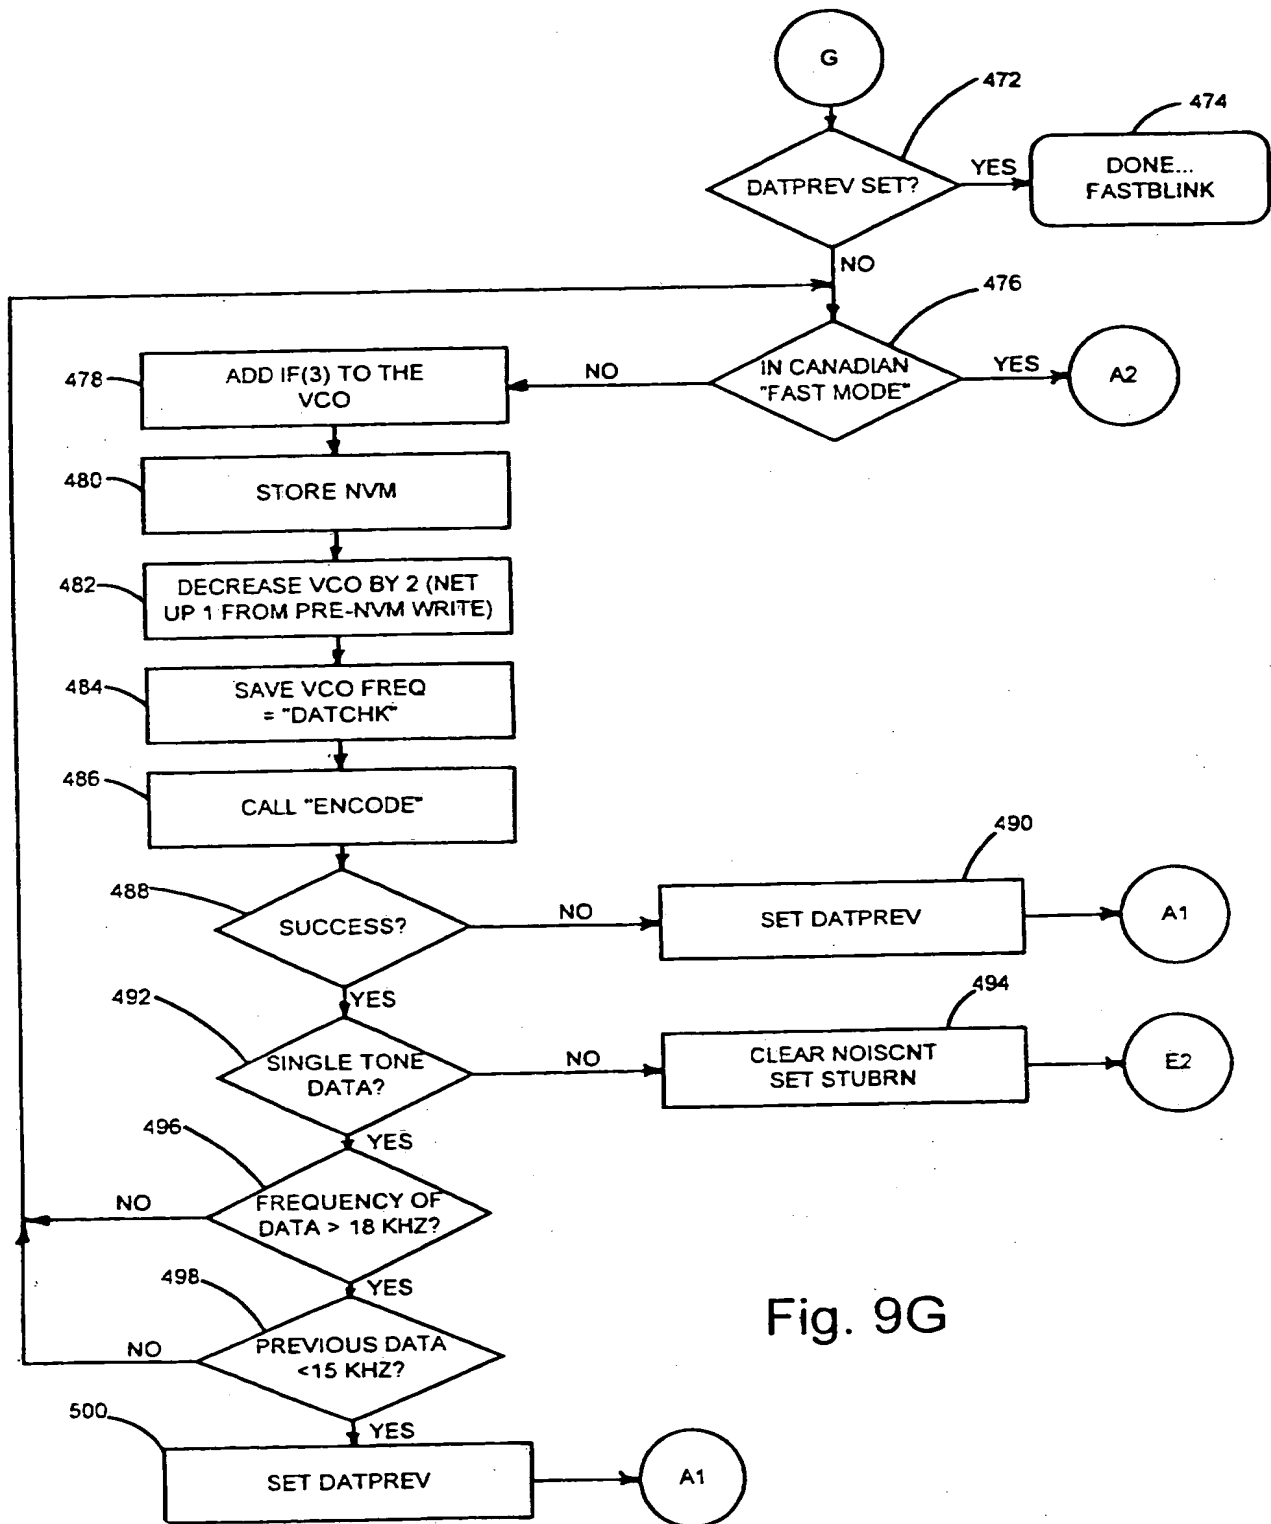 G
472
474
DATPREV SET?
YES
DONE...
FASTBLINK
NO
476
IN CANADIAN
"FAST MODE"
YES
A2
NO
478
ADD IF(3) TO THE
VCO
480
STORE NVM
482
DECREASE VCO BY 2 (NET
UP 1 FROM PRE-NVM WRITE)
484
SAVE VCO FREQ
= "DATCHK"
486
CALL "ENCODE"
488
SUCCESS?
NO
490
SET DATPREV
A1
YES
492
SINGLE TONE
DATA?
NO
494
CLEAR NOISCNT
SET STUBRN
E2
YES
496
FREQUENCY OF
DATA > 18 KHZ?
NO
YES
498
PREVIOUS DATA
<15 KHZ?
NO
YES
500
SET DATPREV
A1
Fig. 9G